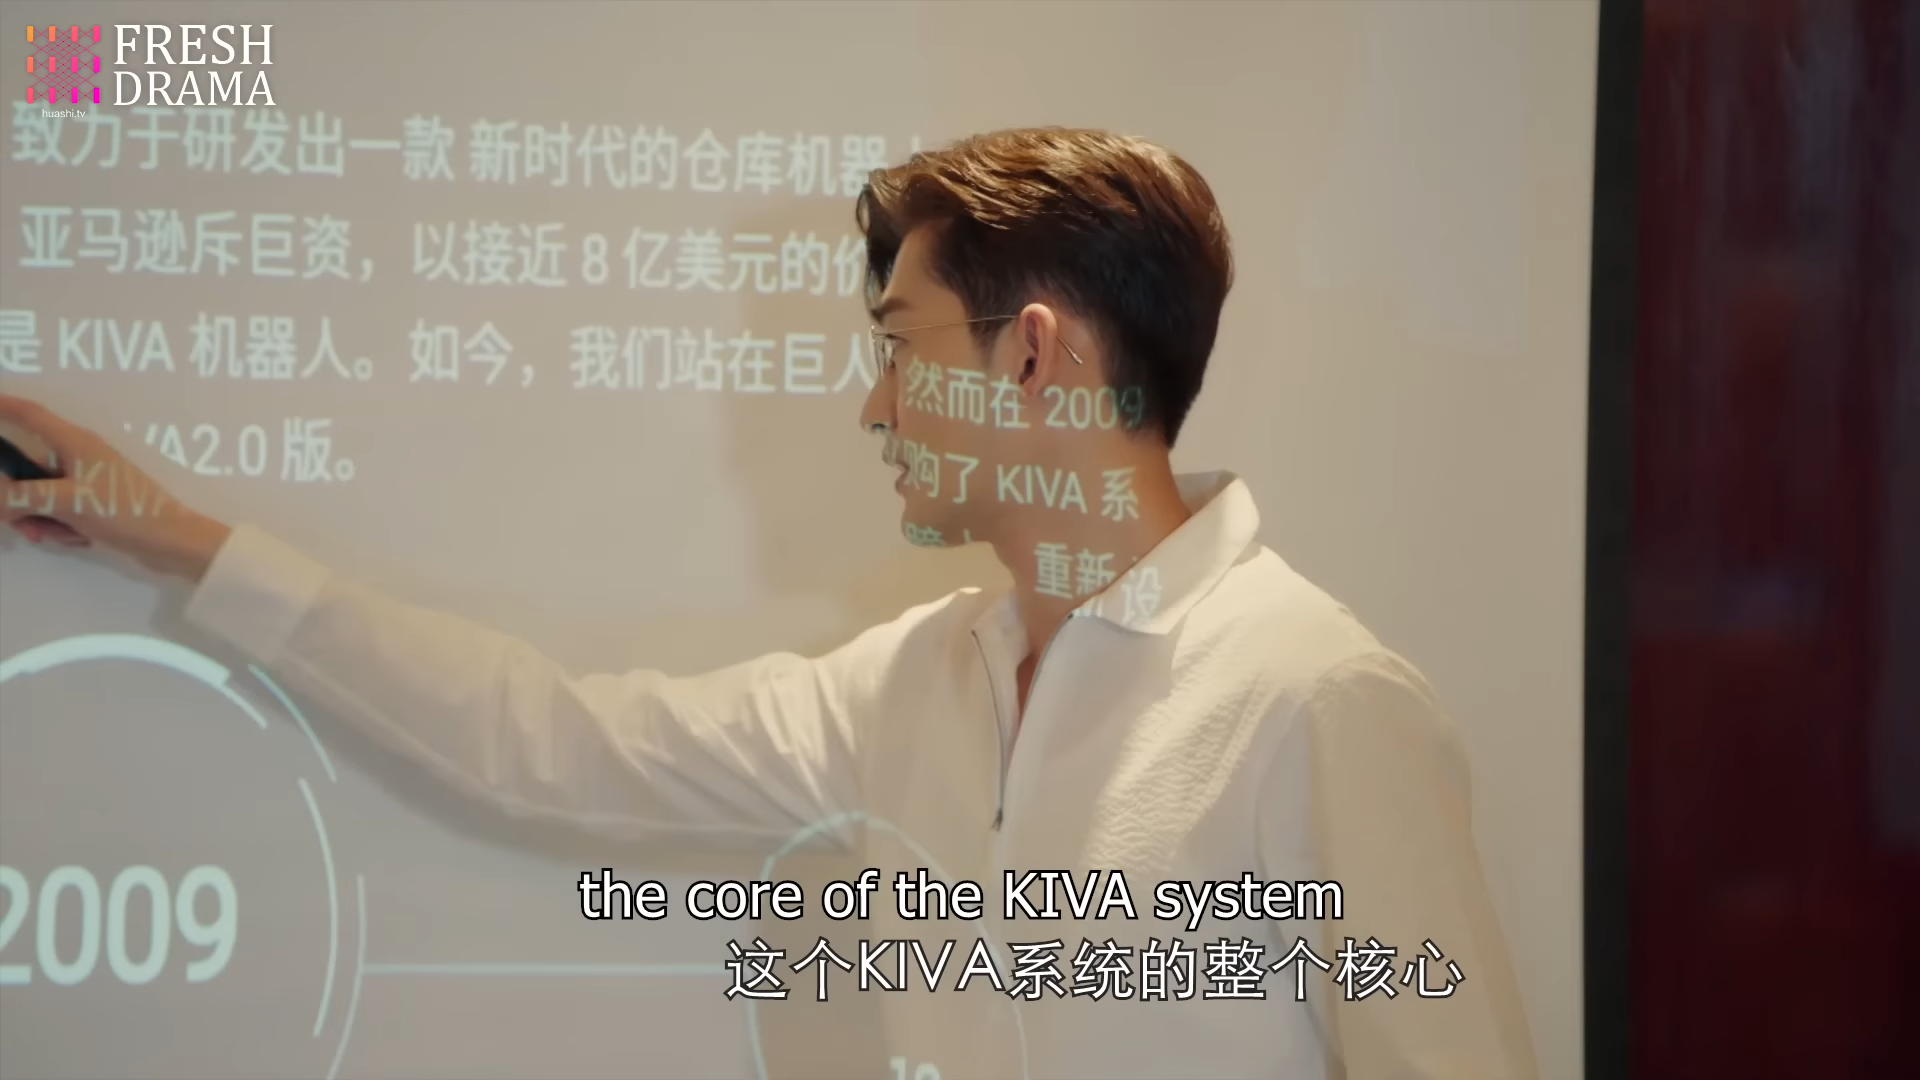 FRESH
DRAMA
huashi.tv
致力于研发出一款 新时代的仓库机器
亚马逊斥巨资，以接近 8 亿美元的价
是 KIVA 机器人。如今，我们站在巨人
然而在 2009
VA2.0 版。
购了 KIVA 系
的 KIVA
重新 设
2009
the core of the KIVA system
这个KIVA系统的整个核心